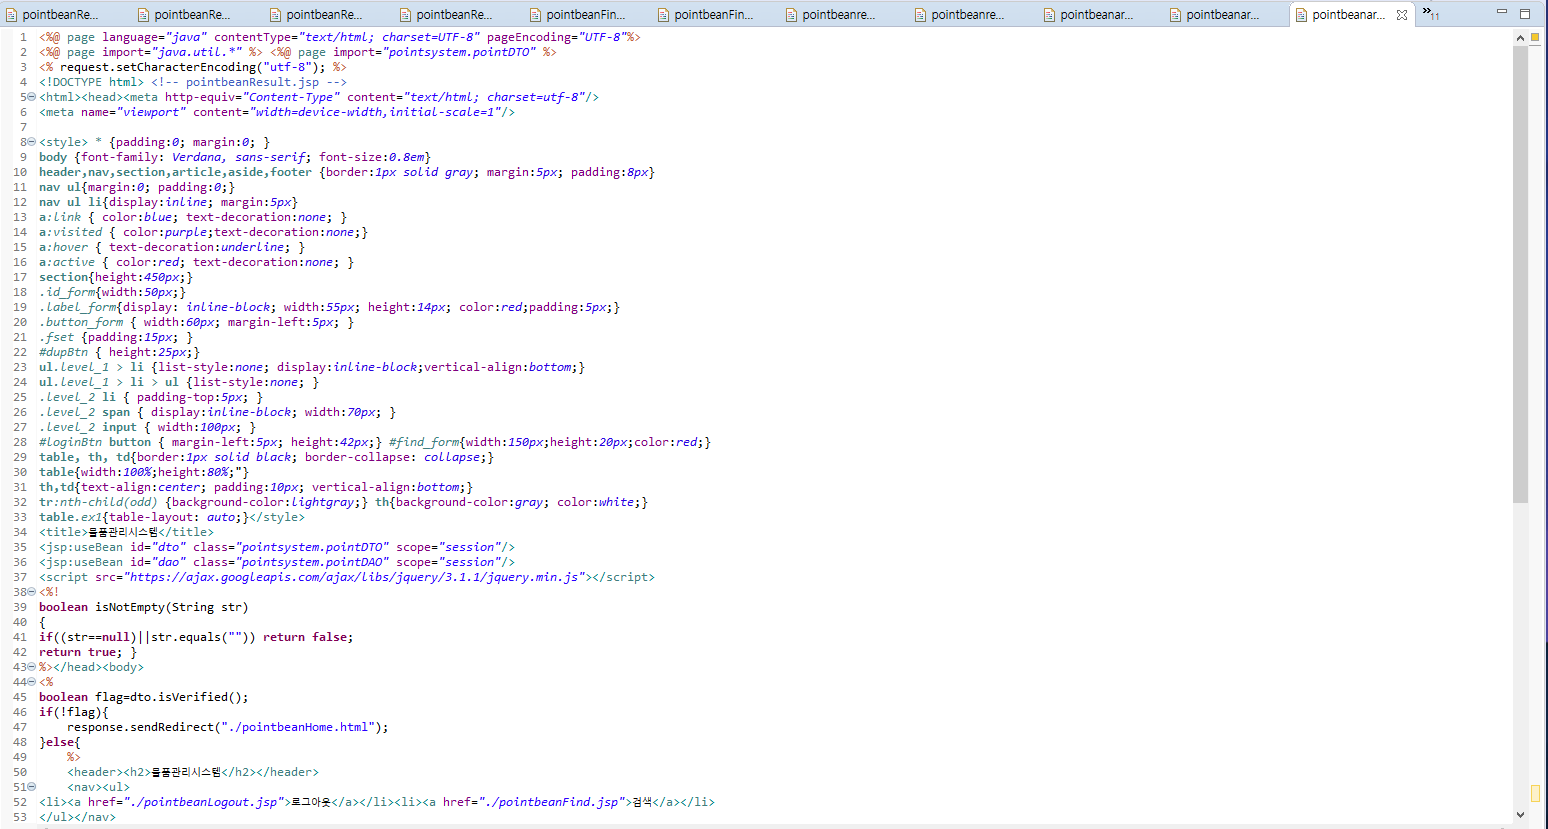 pointbeanRe... pointbeanRe... pointbeanRe... pointbeanRe... pointbeanFin... pointbeanFin... pointbeanre... pointbeanre... pointbeanar... pointbeanar... pointbeanar... »11
1 <%@ page language="java" contentType="text/html; charset=UTF-8" pageEncoding="UTF-8"%>
2 <%@ page import="java.util.*" %> <%@ page import="pointsystem.pointDTO" %>
3 <% request.setCharacterEncoding("utf-8"); %>
4 <!DOCTYPE html> <!-- pointbeanResult.jsp -->
5 <html><head><meta http-equiv="Content-Type" content="text/html; charset=utf-8"/>
6 <meta name="viewport" content="width=device-width,initial-scale=1"/>
7
8 <style> * {padding:0; margin:0; }
9 body {font-family: Verdana, sans-serif; font-size:0.8em}
10 header,nav,section,article,aside,footer {border:1px solid gray; margin:5px; padding:8px}
11 nav ul{margin:0; padding:0;}
12 nav ul li{display:inline; margin:5px}
13 a:link { color:blue; text-decoration:none; }
14 a:visited { color:purple;text-decoration:none;}
15 a:hover { text-decoration:underline; }
16 a:active { color:red; text-decoration:none; }
17 section{height:450px;}
18 .id_form{width:50px;}
19 .label_form{display: inline-block; width:55px; height:14px; color:red;padding:5px;}
20 .button_form { width:60px; margin-left:5px; }
21 .fset {padding:15px; }
22 #dupBtn { height:25px;}
23 ul.level_1 > li {list-style:none; display:inline-block;vertical-align:bottom;}
24 ul.level_1 > li > ul {list-style:none; }
25 .level_2 li { padding-top:5px; }
26 .level_2 span { display:inline-block; width:70px; }
27 .level_2 input { width:100px; }
28 #loginBtn button { margin-left:5px; height:42px;} #find_form{width:150px;height:20px;color:red;}
29 table, th, td{border:1px solid black; border-collapse: collapse;}
30 table{width:100%;height:80%;"}
31 th,td{text-align:center; padding:10px; vertical-align:bottom;}
32 tr:nth-child(odd) {background-color:lightgray;} th{background-color:gray; color:white;}
33 table.ex1{table-layout: auto;}</style>
34 <title>물품관리시스템</title>
35 <jsp:useBean id="dto" class="pointsystem.pointDTO" scope="session"/>
36 <jsp:useBean id="dao" class="pointsystem.pointDAO" scope="session"/>
37 <script src="https://ajax.googleapis.com/ajax/libs/jquery/3.1.1/jquery.min.js"></script>
38 <%!
39 boolean isNotEmpty(String str)
40 {
41 if((str==null)||str.equals("")) return false;
42 return true; }
43 %></head><body>
44 <%
45 boolean flag=dto.isVerified();
46 if(!flag){
47 response.sendRedirect("./pointbeanHome.html");
48 }else{
49 %>
50 <header><h2>물품관리시스템</h2></header>
51 <nav><ul>
52 <li><a href="./pointbeanLogout.jsp">로그아웃</a></li><li><a href="./pointbeanFind.jsp">검색</a></li>
53 </ul></nav>